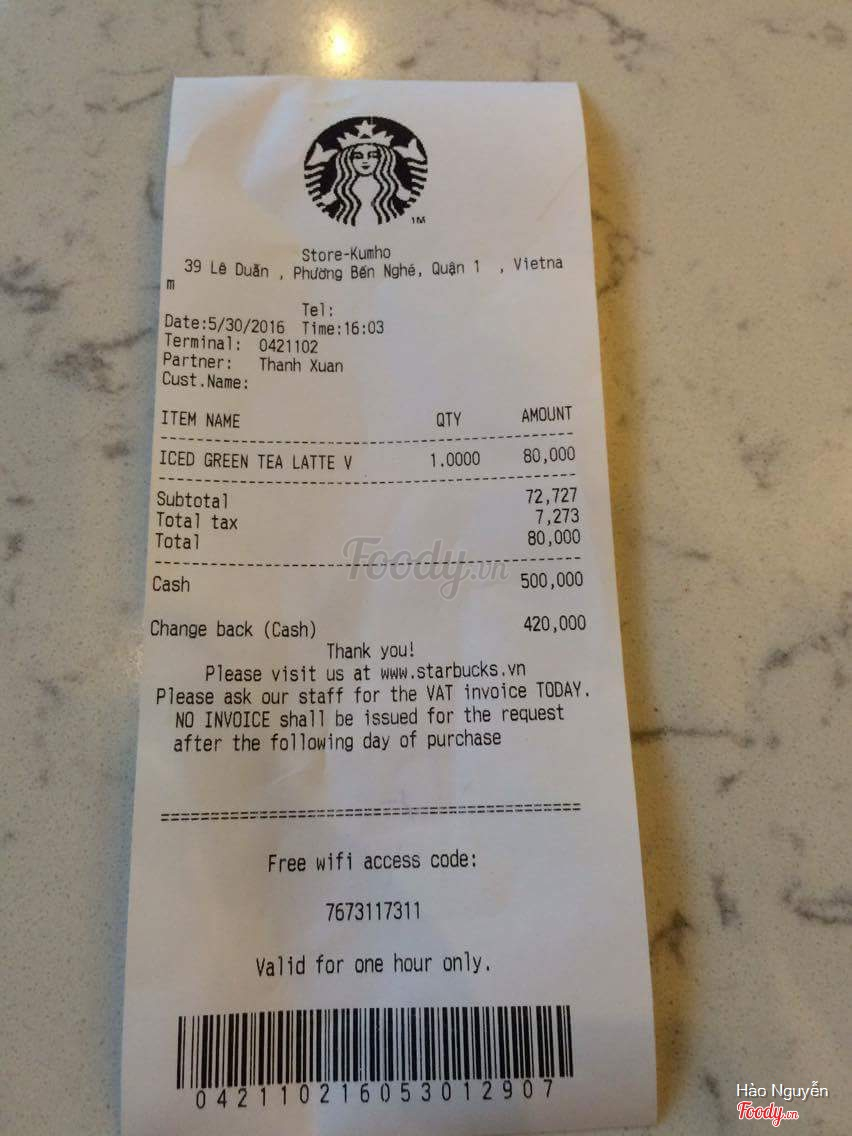 TM
Store-Kumho
39 Lê Duẩn , Phường Bến Nghé, Quận 1 , Vietna
m
Tel:
Date:5/30/2016 Time:16:03
Terminal: 0421102
Partner: Thanh Xuan
Cust.Name:
ITEM NAME QTY AMOUNT
ICED GREEN TEA LATTE V 1.0000 80,000
Subtotal 72,727
Total tax 7,273
Total 80,000
Foody.vn
Cash 500,000
Change back (Cash) 420,000
Thank you!
Please visit us at www.starbucks.vn
Please ask our staff for the VAT invoice TODAY.
NO INVOICE shall be issued for the request
after the following day of purchase
Free wifi access code:
7673117311
Valid for one hour only.
042110216053012907
Hảo Nguyễn
Foody.vn